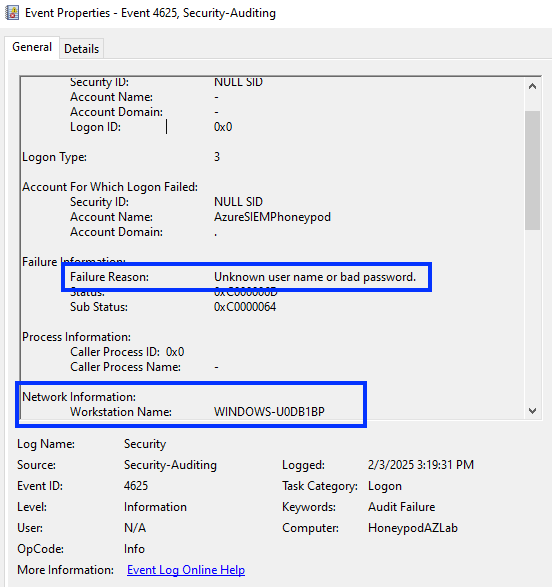 Event Properties - Event 4625, Security-Auditing
General Details
Security ID: NULL SID
Account Name: -
Account Domain: -
Logon ID: 0x0
Logon Type: 3
Account For Which Logon Failed:
Security ID: NULL SID
Account Name: AzureSIEMPhoneypod
Account Domain: .
Failure Information:
Failure Reason: Unknown user name or bad password.
Status: 0xC000006D
Sub Status: 0xC0000064
Process Information:
Caller Process ID: 0x0
Caller Process Name: -
Network Information:
Workstation Name: WINDOWS-U0DB1BP
Log Name: Security
Source: Security-Auditing Logged: 2/3/2025 3:19:31 PM
Event ID: 4625 Task Category: Logon
Level: Information Keywords: Audit Failure
User: N/A Computer: HoneypodAZLab
OpCode: Info
More Information: Event Log Online Help